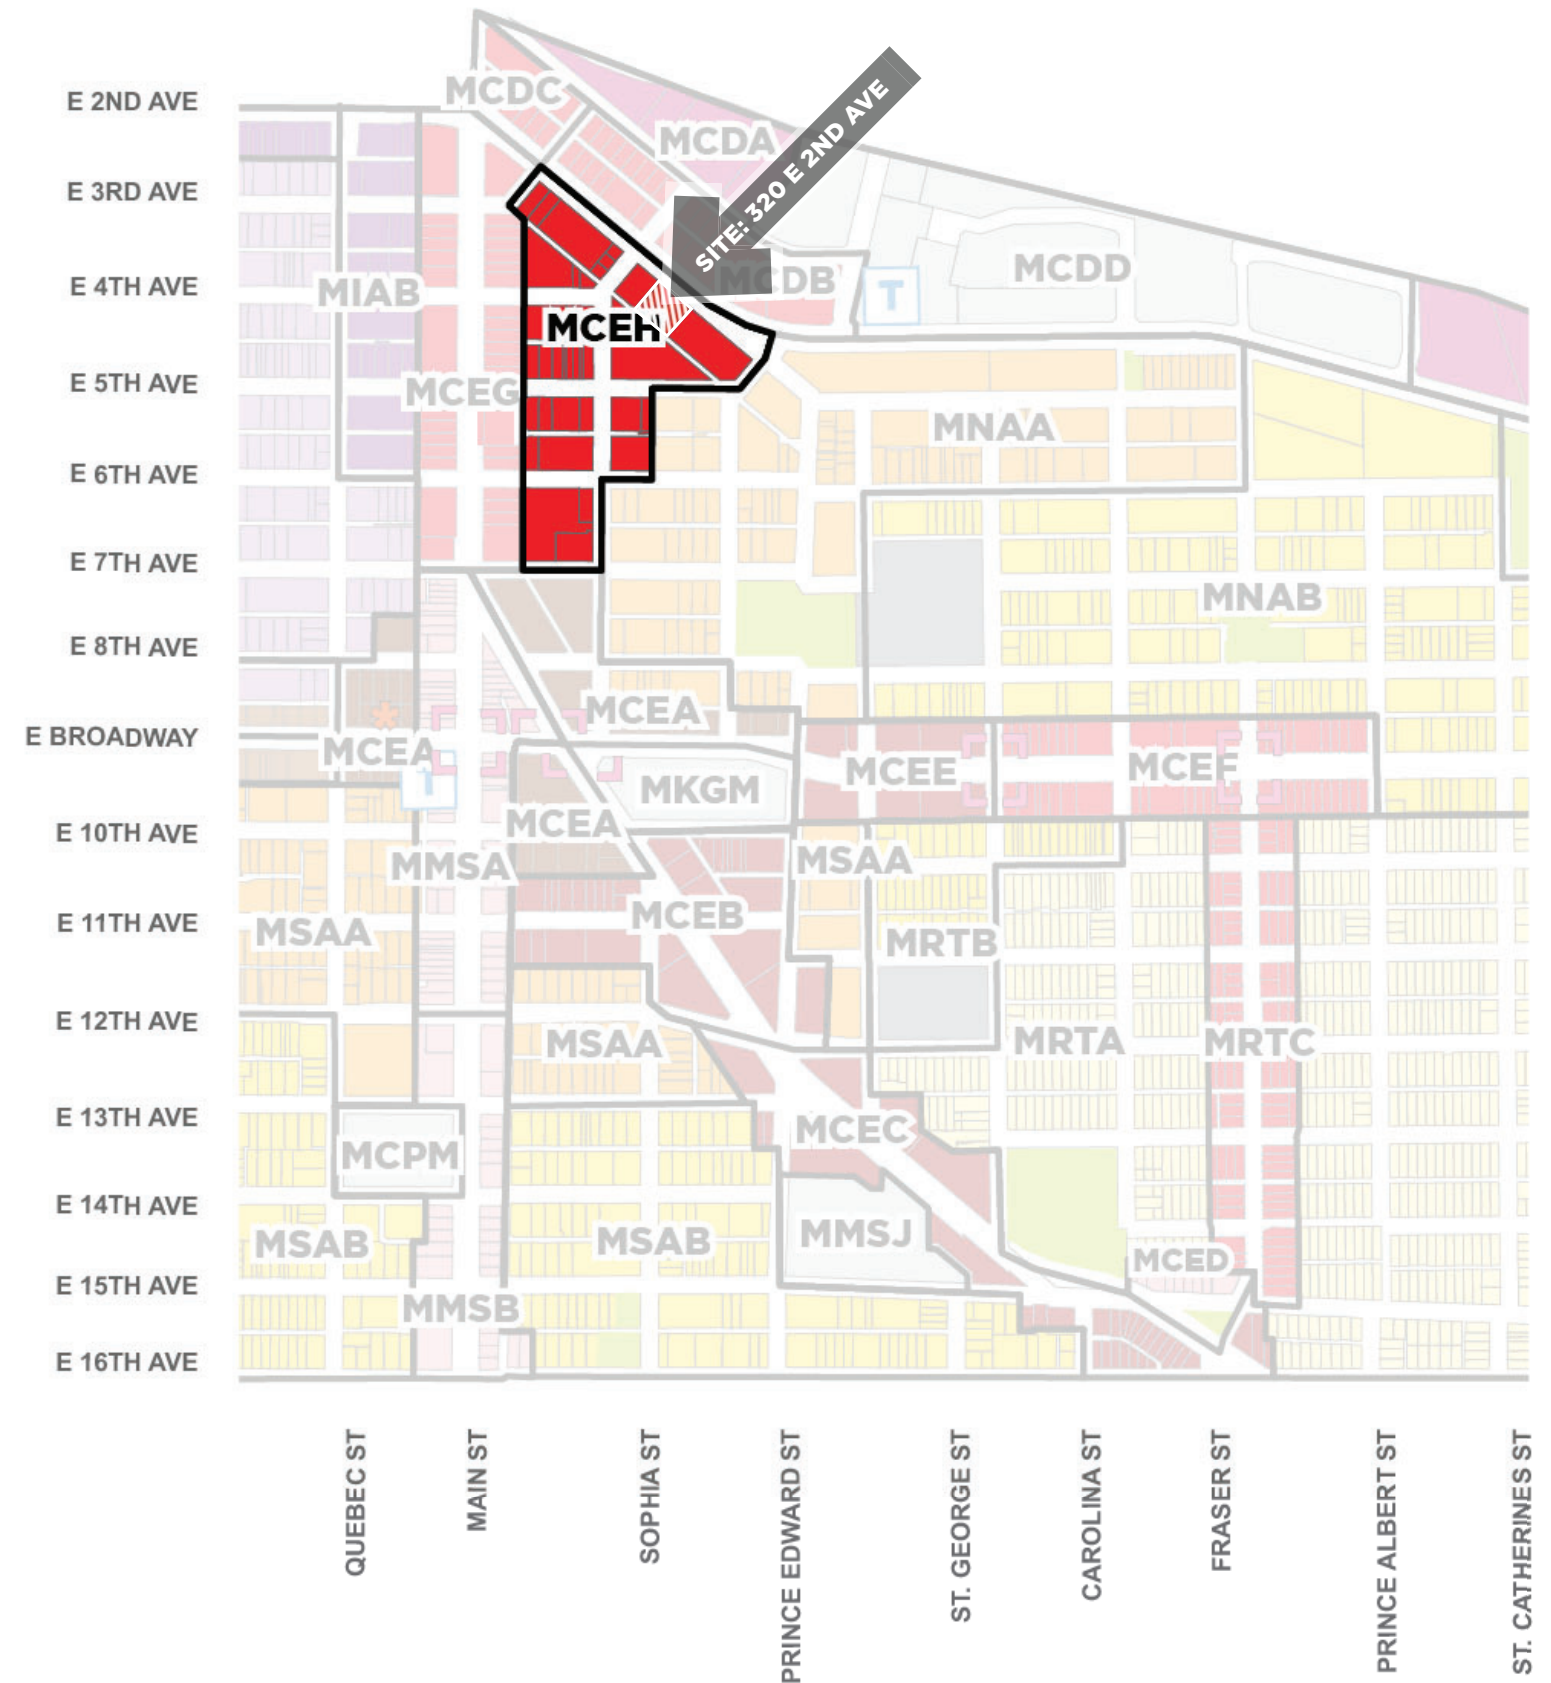 MCDC
E 2ND AVE
MCDA
SITE: 320 E 2ND AVE
E 3RD AVE
MCDB
MCDD
E 4TH AVE
MIAB
T
MCEH
E 5TH AVE
MCEG
MNAA
E 6TH AVE
E 7TH AVE
MNAB
E 8TH AVE
MCEA
E BROADWAY
MCEA
T
MKGM
MCEE
MCEF
MCEA
E 10TH AVE
MMSA
MSAA
MCEB
E 11TH AVE
MSAA
MRTB
E 12TH AVE
MSAA
MRTA
MRTC
E 13TH AVE
MCEC
MCPM
E 14TH AVE
MSAB
MSAB
MMSJ
MCED
E 15TH AVE
MMSB
E 16TH AVE
QUEBEC ST
MAIN ST
SOPHIA ST
PRINCE EDWARD ST
ST. GEORGE ST
CAROLINA ST
FRASER ST
PRINCE ALBERT ST
ST. CATHERINES ST